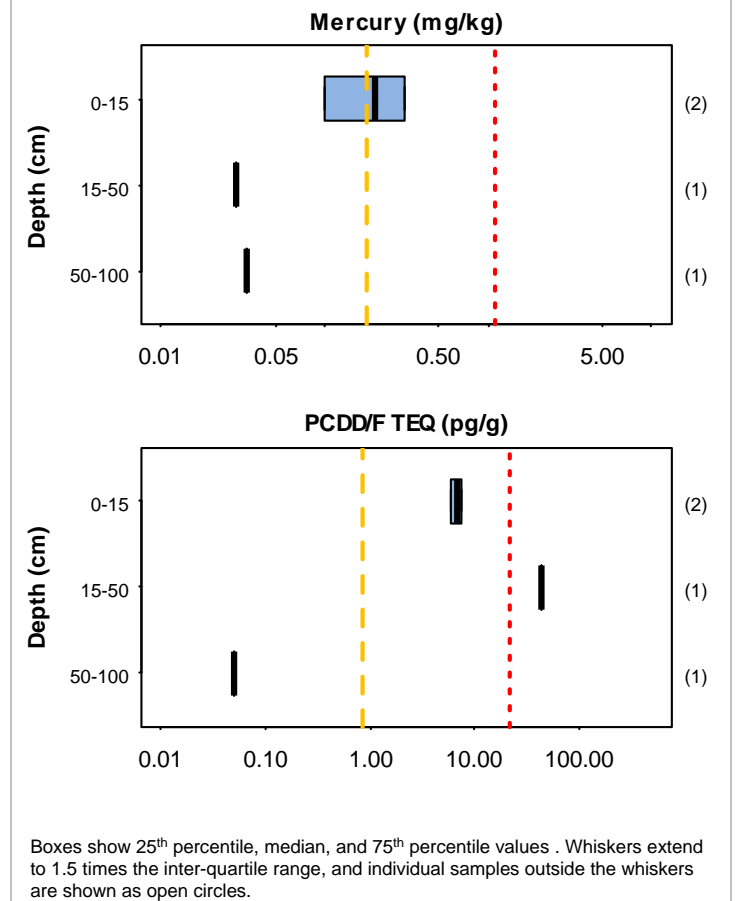 Mercury (mg/kg)
Depth (cm)
0-15
(2)
15-50
(1)
50-100
(1)
0.01 0.05 0.50 5.00
PCDD/F TEQ (pg/g)
Depth (cm)
0-15
(2)
15-50
(1)
50-100
(1)
0.01 0.10 1.00 10.00 100.00
Boxes show 25th percentile, median, and 75th percentile values . Whiskers extend
to 1.5 times the inter-quartile range, and individual samples outside the whiskers
are shown as open circles.